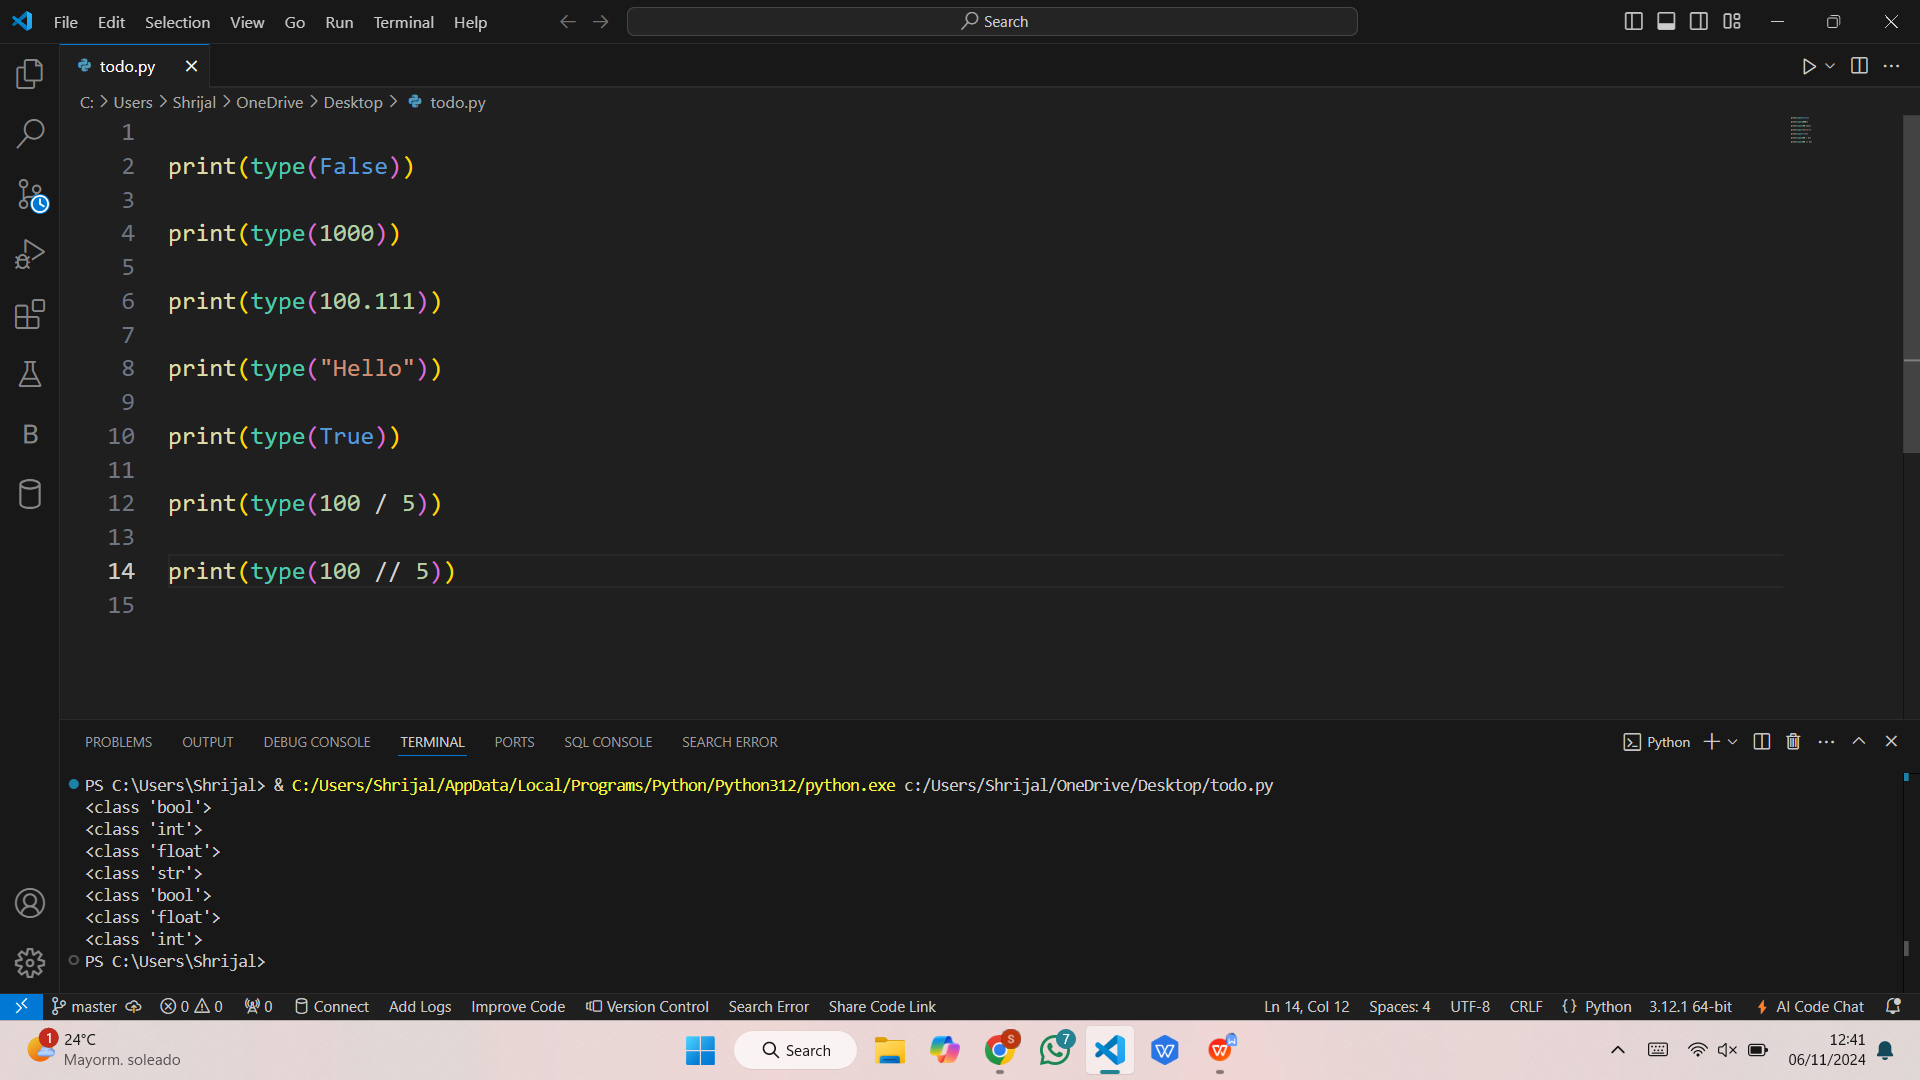 File Edit Selection View Go Run Terminal Help Search
todo.py
C: > Users > Shrijal > OneDrive > Desktop > todo.py
1
2 print(type(False))
3
4 print(type(1000))
5
6 print(type(100.111))
7
8 print(type("Hello"))
9
10 print(type(True))
11
12 print(type(100 / 5))
13
14 print(type(100 // 5))
15
B
PROBLEMS OUTPUT DEBUG CONSOLE TERMINAL PORTS SQL CONSOLE SEARCH ERROR Python
PS C:\Users\Shrijal> & C:/Users/Shrijal/AppData/Local/Programs/Python/Python312/python.exe c:/Users/Shrijal/OneDrive/Desktop/todo.py
<class 'bool'>
<class 'int'>
<class 'float'>
<class 'str'>
<class 'bool'>
<class 'float'>
<class 'int'>
PS C:\Users\Shrijal>
master 0 0 0 Connect Add Logs Improve Code Version Control Search Error Share Code Link Ln 14, Col 12 Spaces: 4 UTF-8 CRLF {} Python 3.12.1 64-bit AI Code Chat
1 24°C
Mayorm. soleado
Search
S
7
W
W
12:41
06/11/2024